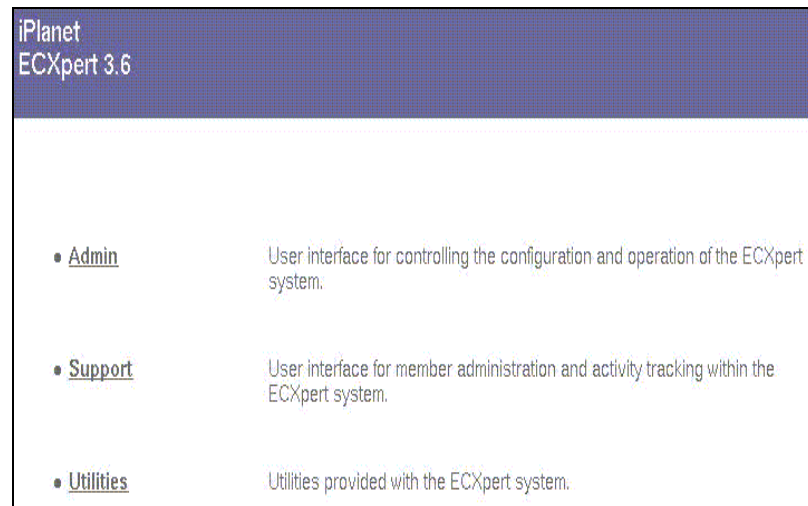 iPlanet
ECXpert 3.6
• Admin
User interface for controlling the configuration and operation of the ECXpert
system.
• Support
User interface for member administration and activity tracking within the
ECXpert system.
• Utilities
Utilities provided with the ECXpert system.